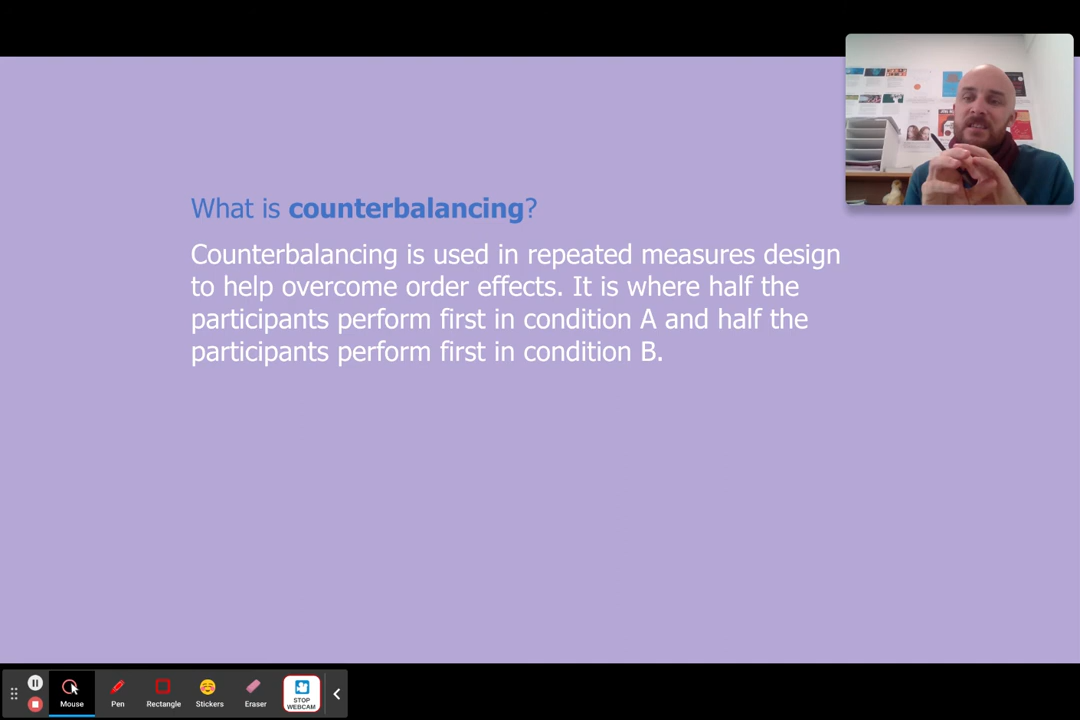 What is counterbalancing?
Counterbalancing is used in repeated measures design
to help overcome order effects. It is where half the
participants perform first in condition A and half the
participants perform first in condition B.
Mouse
Pen
Rectangle
Stickers
Eraser
STOP
WEBCAM